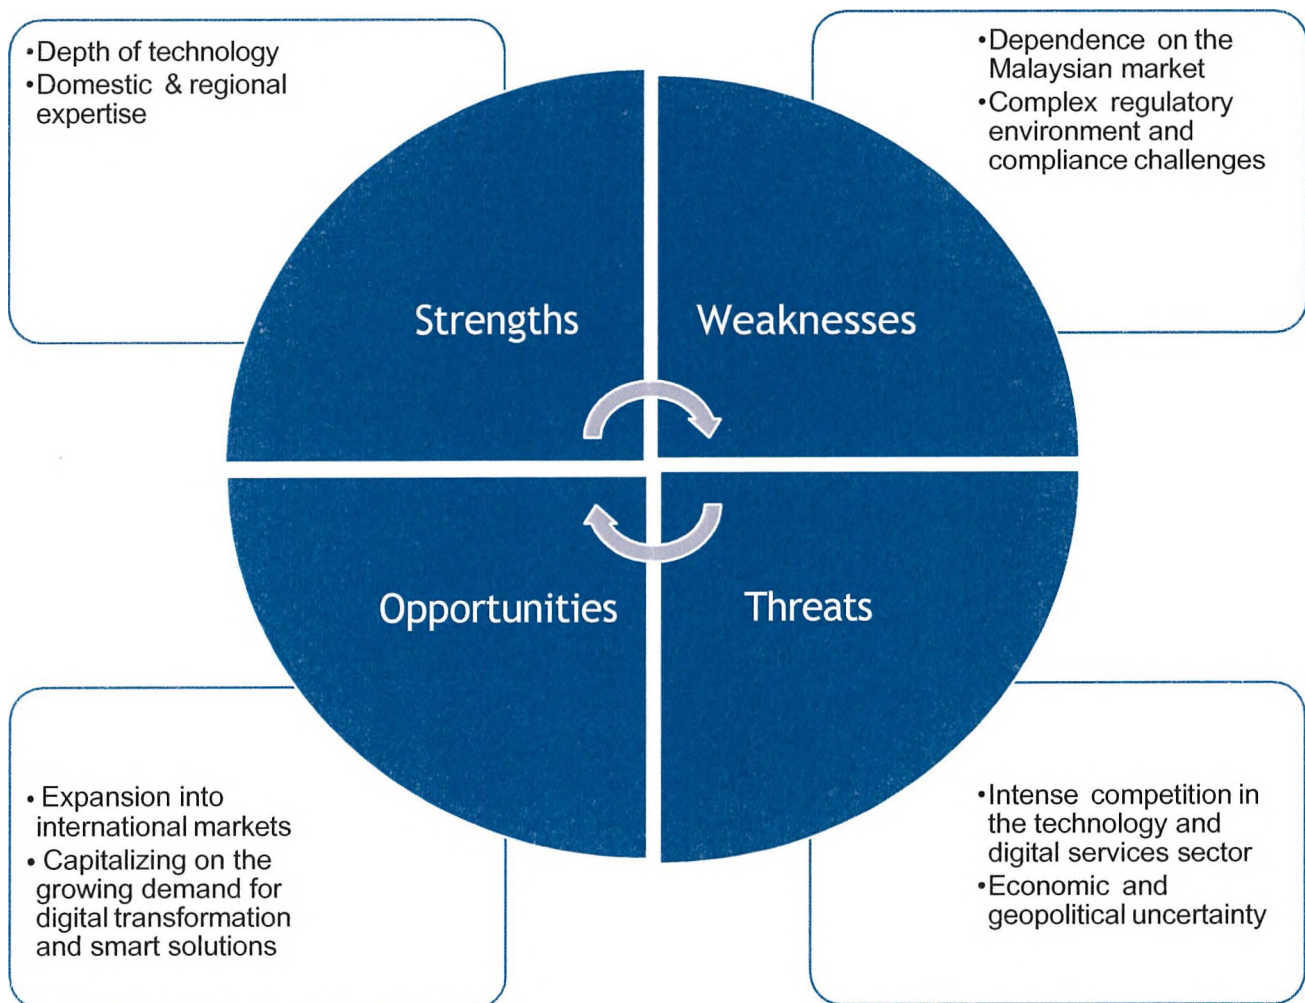 •Depth of technology
•Domestic & regional
expertise
•Dependence on the
Malaysian market
•Complex regulatory
environment and
compliance challenges
Strengths
Weaknesses
Opportunities
Threats
• Expansion into
international markets
• Capitalizing on the
growing demand for
digital transformation
and smart solutions
•Intense competition in
the technology and
digital services sector
•Economic and
geopolitical uncertainty